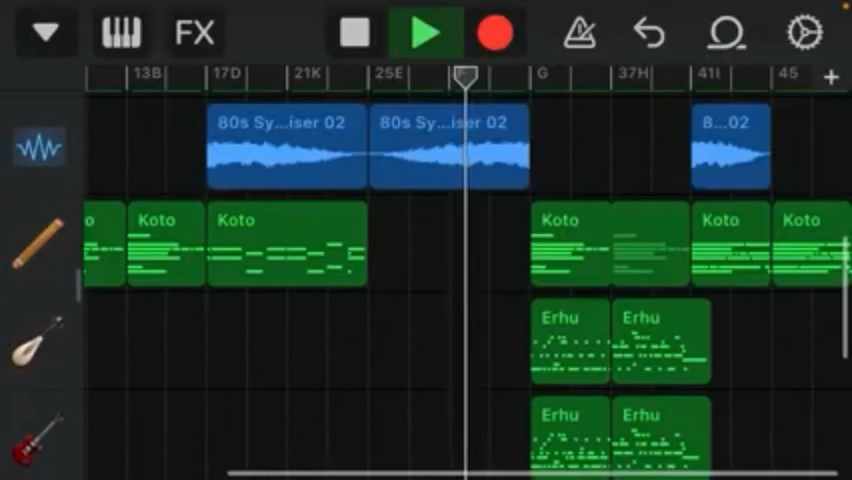 FX
13B 17D 21K 25E F G 37H 41I 45 +
80s Sy...iser 02 80s Sy...iser 02 8...02
o Koto Koto Koto Koto Koto
Erhu Erhu
Erhu Erhu